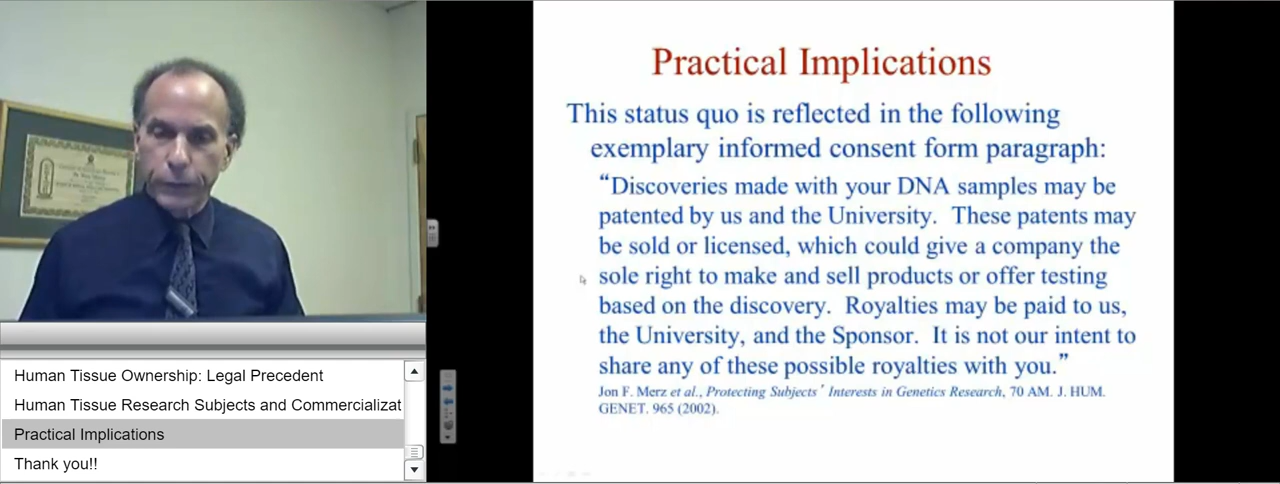 Practical Implications
This status quo is reflected in the following
exemplary informed consent form paragraph:
“Discoveries made with your DNA samples may be
patented by us and the University. These patents may
be sold or licensed, which could give a company the
sole right to make and sell products or offer testing
based on the discovery. Royalties may be paid to us,
the University, and the Sponsor. It is not our intent to
share any of these possible royalties with you.”
Jon F. Merz et al., Protecting Subjects’ Interests in Genetics Research, 70 AM. J. HUM.
GENET. 965 (2002).
Human Tissue Ownership: Legal Precedent
Human Tissue Research Subjects and Commercializat
Practical Implications
Thank you!!